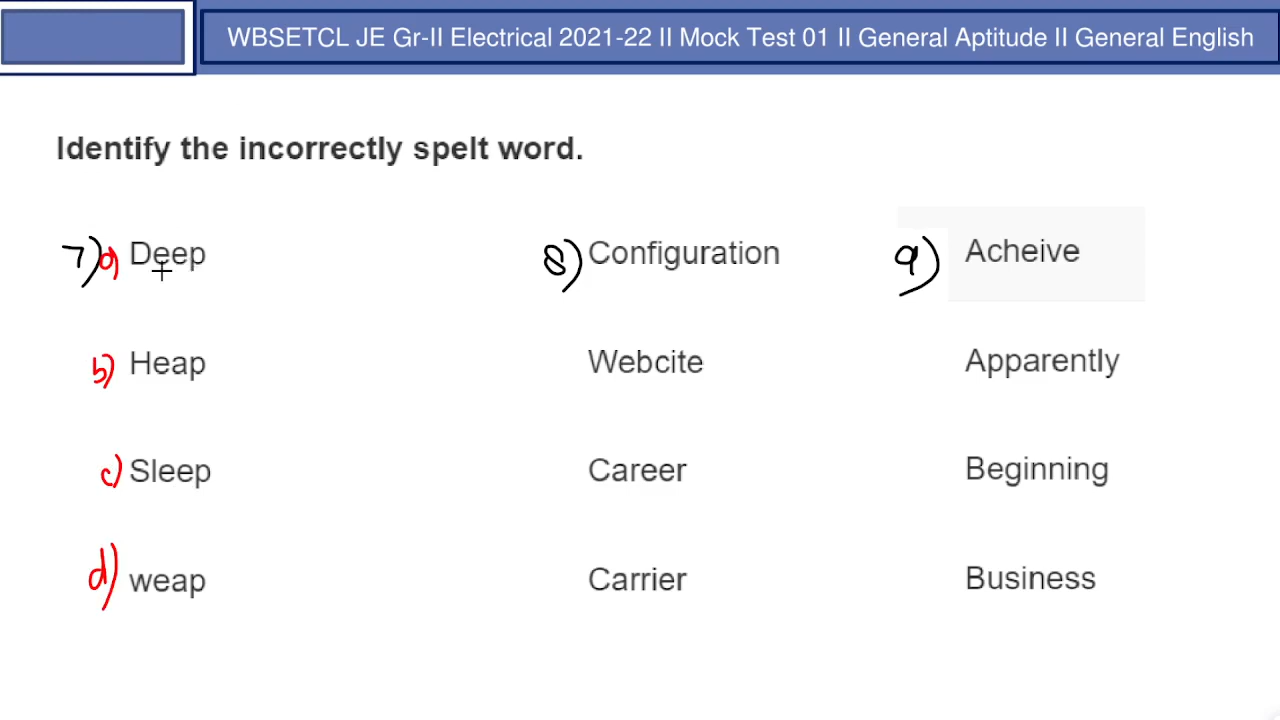 WBSETCL JE Gr-II Electrical 2021-22 II Mock Test 01 II General Aptitude II General English
Identify the incorrectly spelt word.
7) a) Deep
b) Heap
c) Sleep
d) weap
8) Configuration
Webcite
Career
Carrier
9) Acheive
Apparently
Beginning
Business